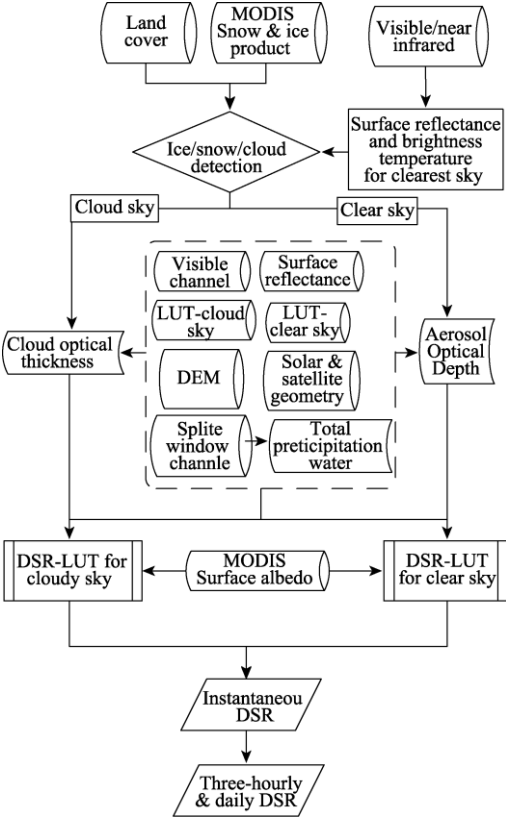 Land
cover
MODIS
Snow & ice
product
Visible/near
infrared
Ice/snow/cloud
detection
Surface reflectance
and brightness
temperature
for clearest sky
Cloud sky
Clear sky
Visible
channel
Surface
reflectance
LUT-cloud
sky
LUT-
clear sky
Cloud optical
thickness
Aerosol
Optical
Depth
DEM
Solar &
satellite
geometry
Splite
window
channle
Total
preticipitation
water
DSR-LUT for
cloudy sky
MODIS
Surface albedo
DSR-LUT
for clear sky
Instantaneou
DSR
Three-hourly
& daily DSR